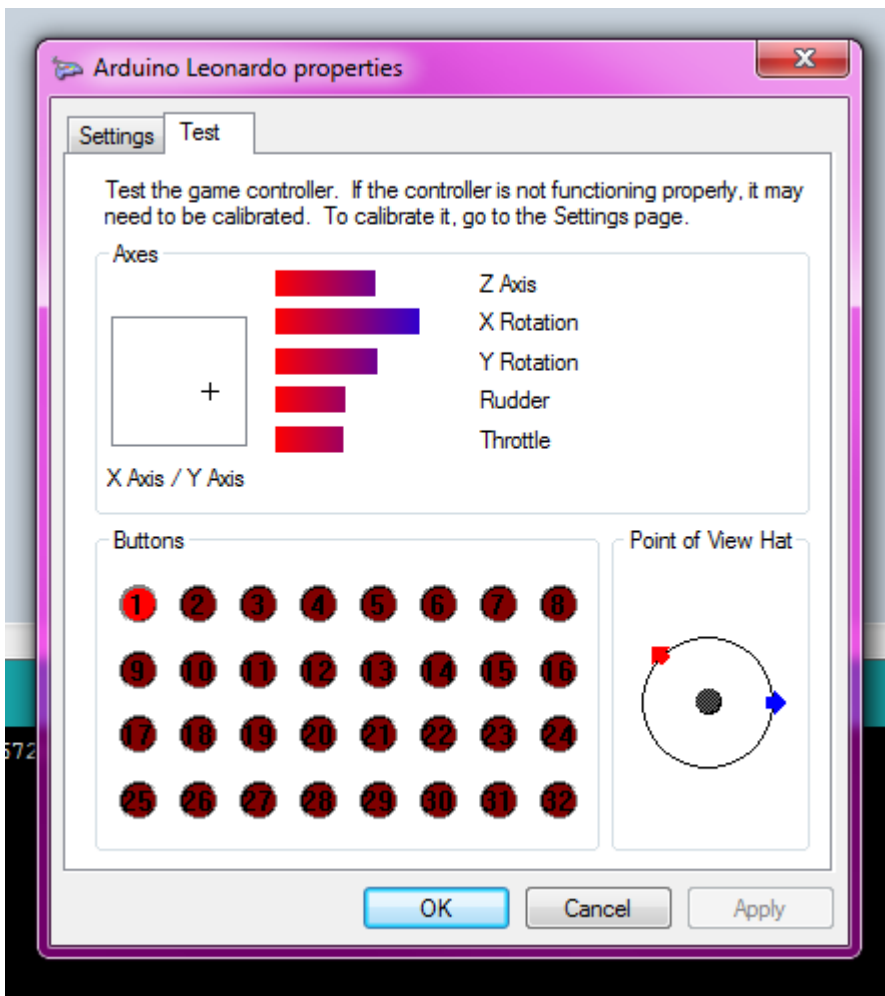 Arduino Leonardo properties
Settings
Test
Test the game controller.  If the controller is not functioning properly, it may
need to be calibrated.  To calibrate it, go to the Settings page.
Axes
Z Axis
X Rotation
Y Rotation
Rudder
Throttle
X Axis / Y Axis
Buttons
1 2 3 4 5 6 7 8
9 10 11 12 13 14 15 16
17 18 19 20 21 22 23 24
25 26 27 28 29 30 31 32
Point of View Hat
572
OK
Cancel
Apply